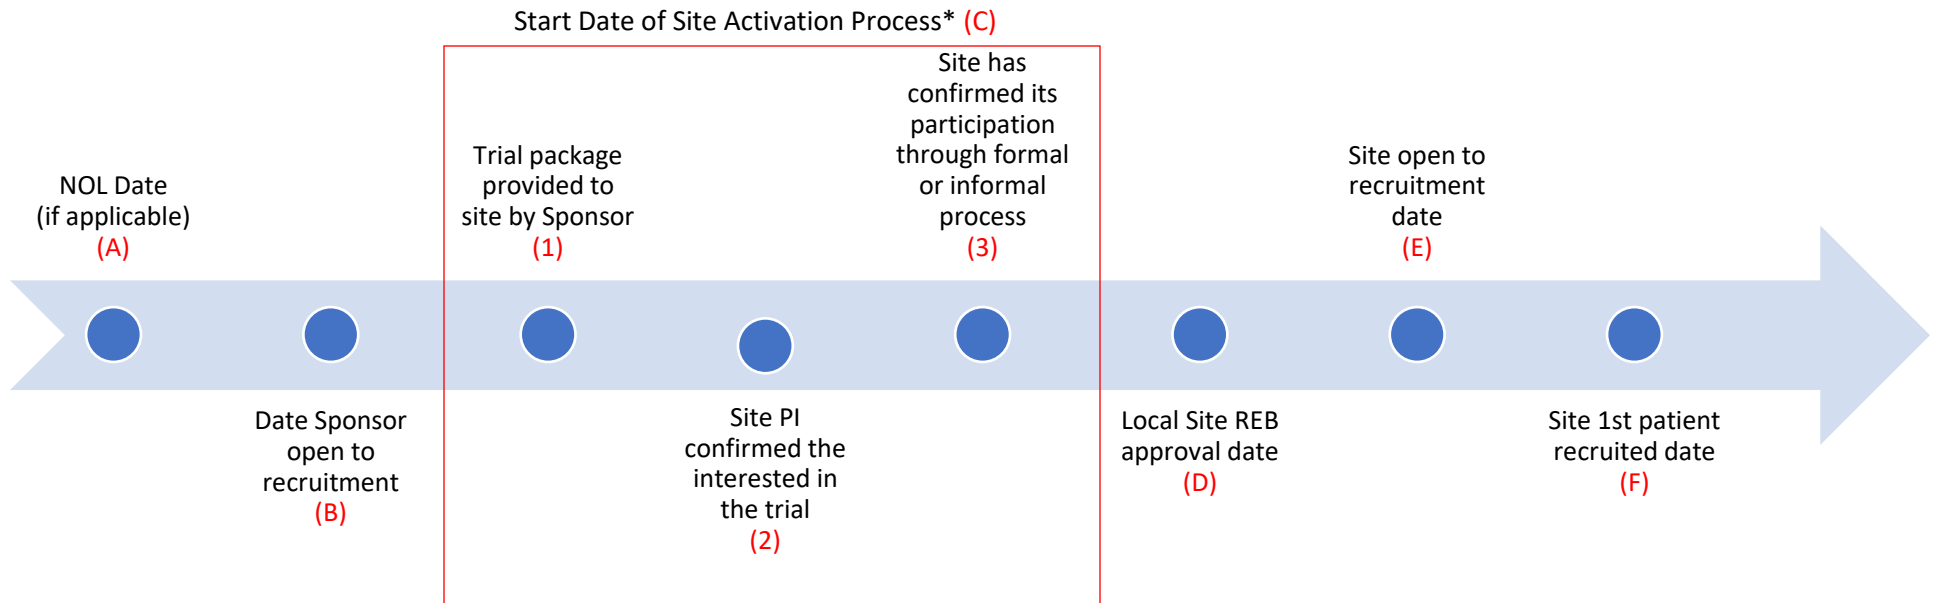 Start Date of Site Activation Process* (C)
NOL Date
(if applicable)
(A)
Date Sponsor
open to
recruitment
(B)
Trial package
provided to
site by Sponsor
(1)
Site PI
confirmed the
interested in
the trial
(2)
Site has
confirmed its
participation
through formal
or informal
process
(3)
Local Site REB
approval date
(D)
Site open to
recruitment
date
(E)
Site 1st patient
recruited date
(F)